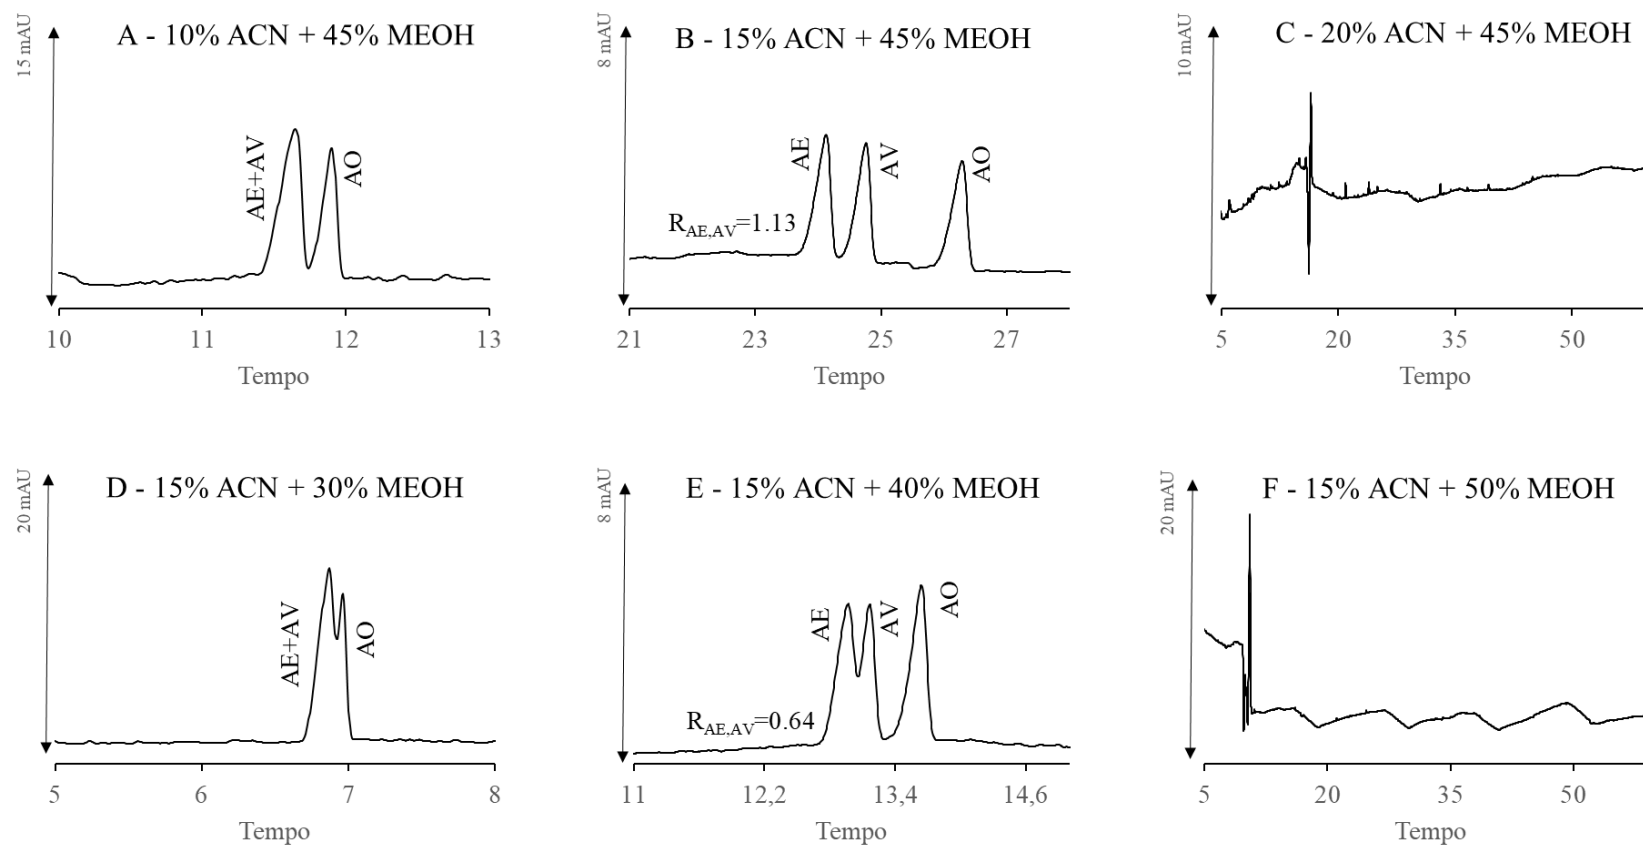 A - 10% ACN + 45% MEOH
15 mAU
AE+AV
AO
10 11 12 13
Tempo
B - 15% ACN + 45% MEOH
8 mAU
AE
AV
AO
R_AE,AV=1.13
21 23 25 27
Tempo
C - 20% ACN + 45% MEOH
10 mAU
5 20 35 50
Tempo
D - 15% ACN + 30% MEOH
20 mAU
AE+AV
AO
5 6 7 8
Tempo
E - 15% ACN + 40% MEOH
8 mAU
AE
AV
AO
R_AE,AV=0.64
11 12,2 13,4 14,6
Tempo
F - 15% ACN + 50% MEOH
20 mAU
5 20 35 50
Tempo